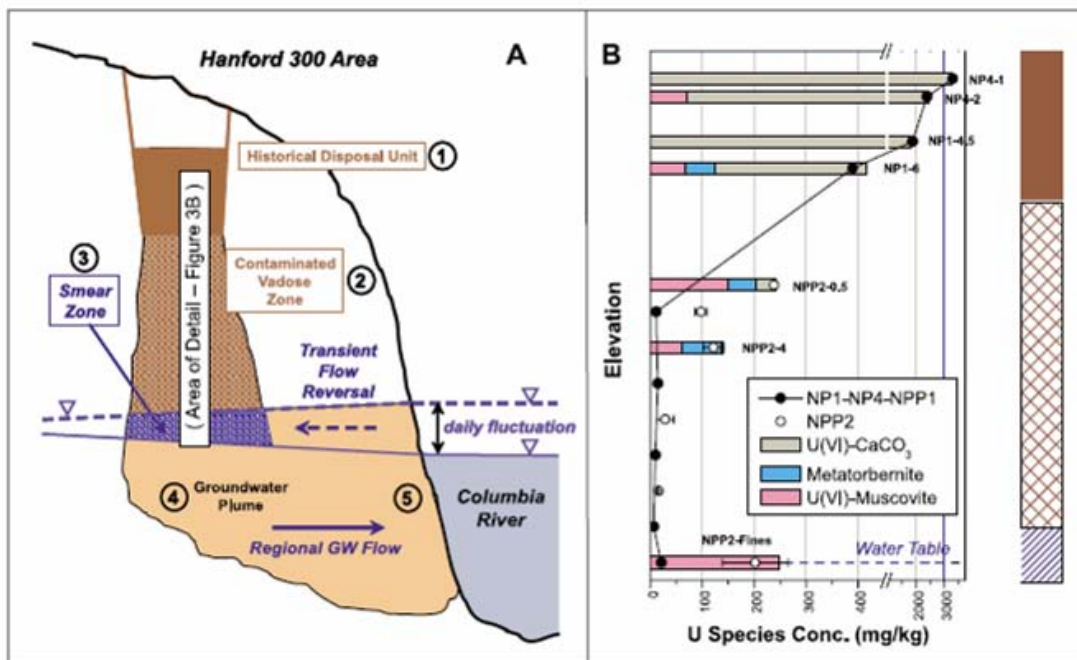 Hanford 300 Area
A
Historical Disposal Unit
1
3
Smear
Zone
Contaminated
Vadose
Zone
2
( Area of Detail – Figure 3B )
Transient
Flow
Reversal
daily fluctuation
4
Groundwater
Plume
5
Columbia
River
Regional GW Flow
B
NP4-1
NP4-2
NP1-4.5
NP1-6
NPP2-0.5
NPP2-4
Elevation
NP1-NP4-NPP1
NPP2
U(VI)-CaCO3
Metatorbernite
U(VI)-Muscovite
NPP2-Fines
Water Table
0 100 200 300 400 2000 3000
U Species Conc. (mg/kg)